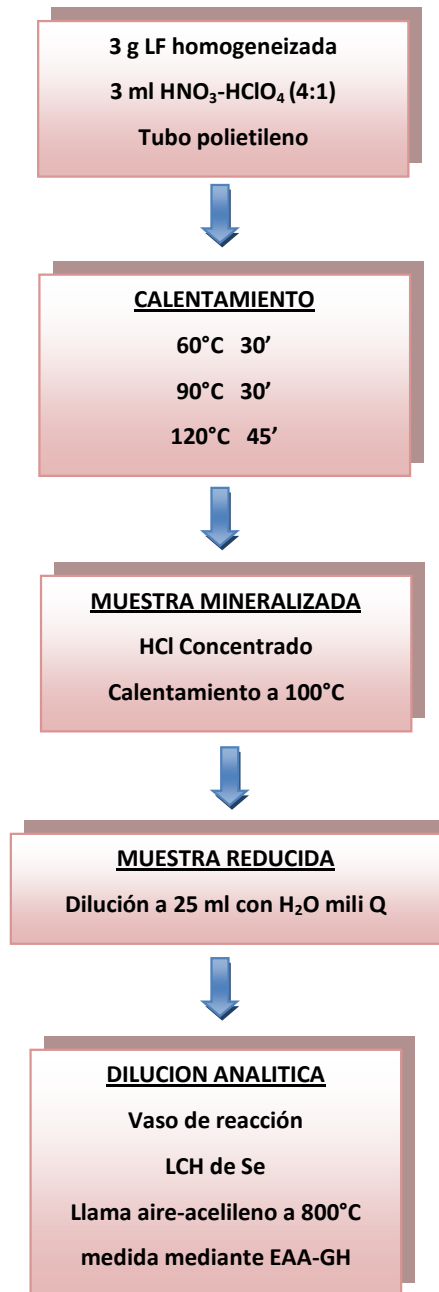 3 g LF homogeneizada
3 ml HNO₃-HClO₄ (4:1)
Tubo polietileno
CALENTAMIENTO
60°C 30’
90°C 30’
120°C 45’
MUESTRA MINERALIZADA
HCl Concentrado
Calentamiento a 100°C
MUESTRA REDUCIDA
Dilución a 25 ml con H₂O mili Q
DILUCION ANALITICA
Vaso de reacción
LCH de Se
Llama aire-acelileno a 800°C
medida mediante EAA-GH